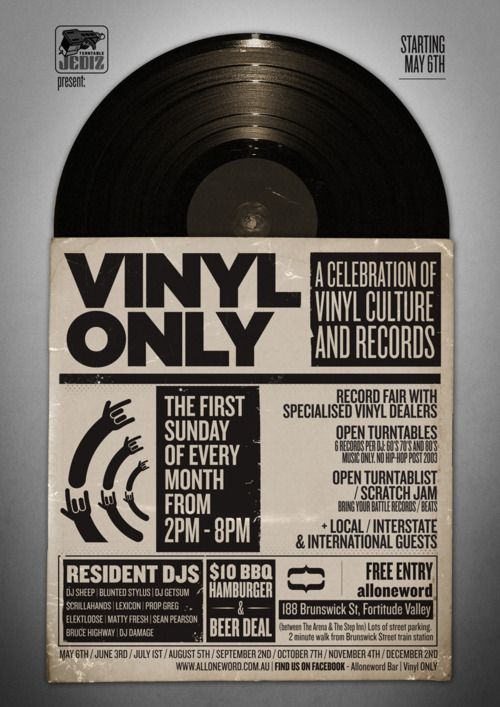 TURNTABLE
JEDIZ
present:
STARTING
MAY 6TH
VINYL
ONLY
A CELEBRATION OF
VINYL CULTURE
AND RECORDS
THE FIRST
SUNDAY
OF EVERY
MONTH
FROM
2PM - 8PM
RECORD FAIR WITH
SPECIALISED VINYL DEALERS
OPEN TURNTABLES
6 RECORDS PER DJ: 60'S 70'S AND 80'S
MUSIC ONLY. NO HIP-HOP POST 2003
OPEN TURNTABLIST
/ SCRATCH JAM
BRING YOUR BATTLE RECORDS / BEATS
+ LOCAL / INTERSTATE
& INTERNATIONAL GUESTS
RESIDENT DJS
DJ SHEEP | BLUNTED STYLUS | DJ GETSUM
$CRILLAHANDS | LEXICON | PROP GREG
ELEKTLOOSE | MATTY FRESH | SEAN PEARSON
BRUCE HIGHWAY | DJ DAMAGE
$10 BBQ
HAMBURGER
&
BEER DEAL
FREE ENTRY
alloneword
188 Brunswick St, Fortitude Valley
(between The Arena & The Step Inn) Lots of street parking.
2 minute walk from Brunswick Street train station
MAY 6TH / JUNE 3RD / JULY 1ST / AUGUST 5TH / SEPTEMBER 2ND / OCTOBER 7TH / NOVEMBER 4TH / DECEMBER 2ND
WWW.ALLONEWORD.COM.AU | FIND US ON FACEBOOK - Alloneword Bar | Vinyl ONLY